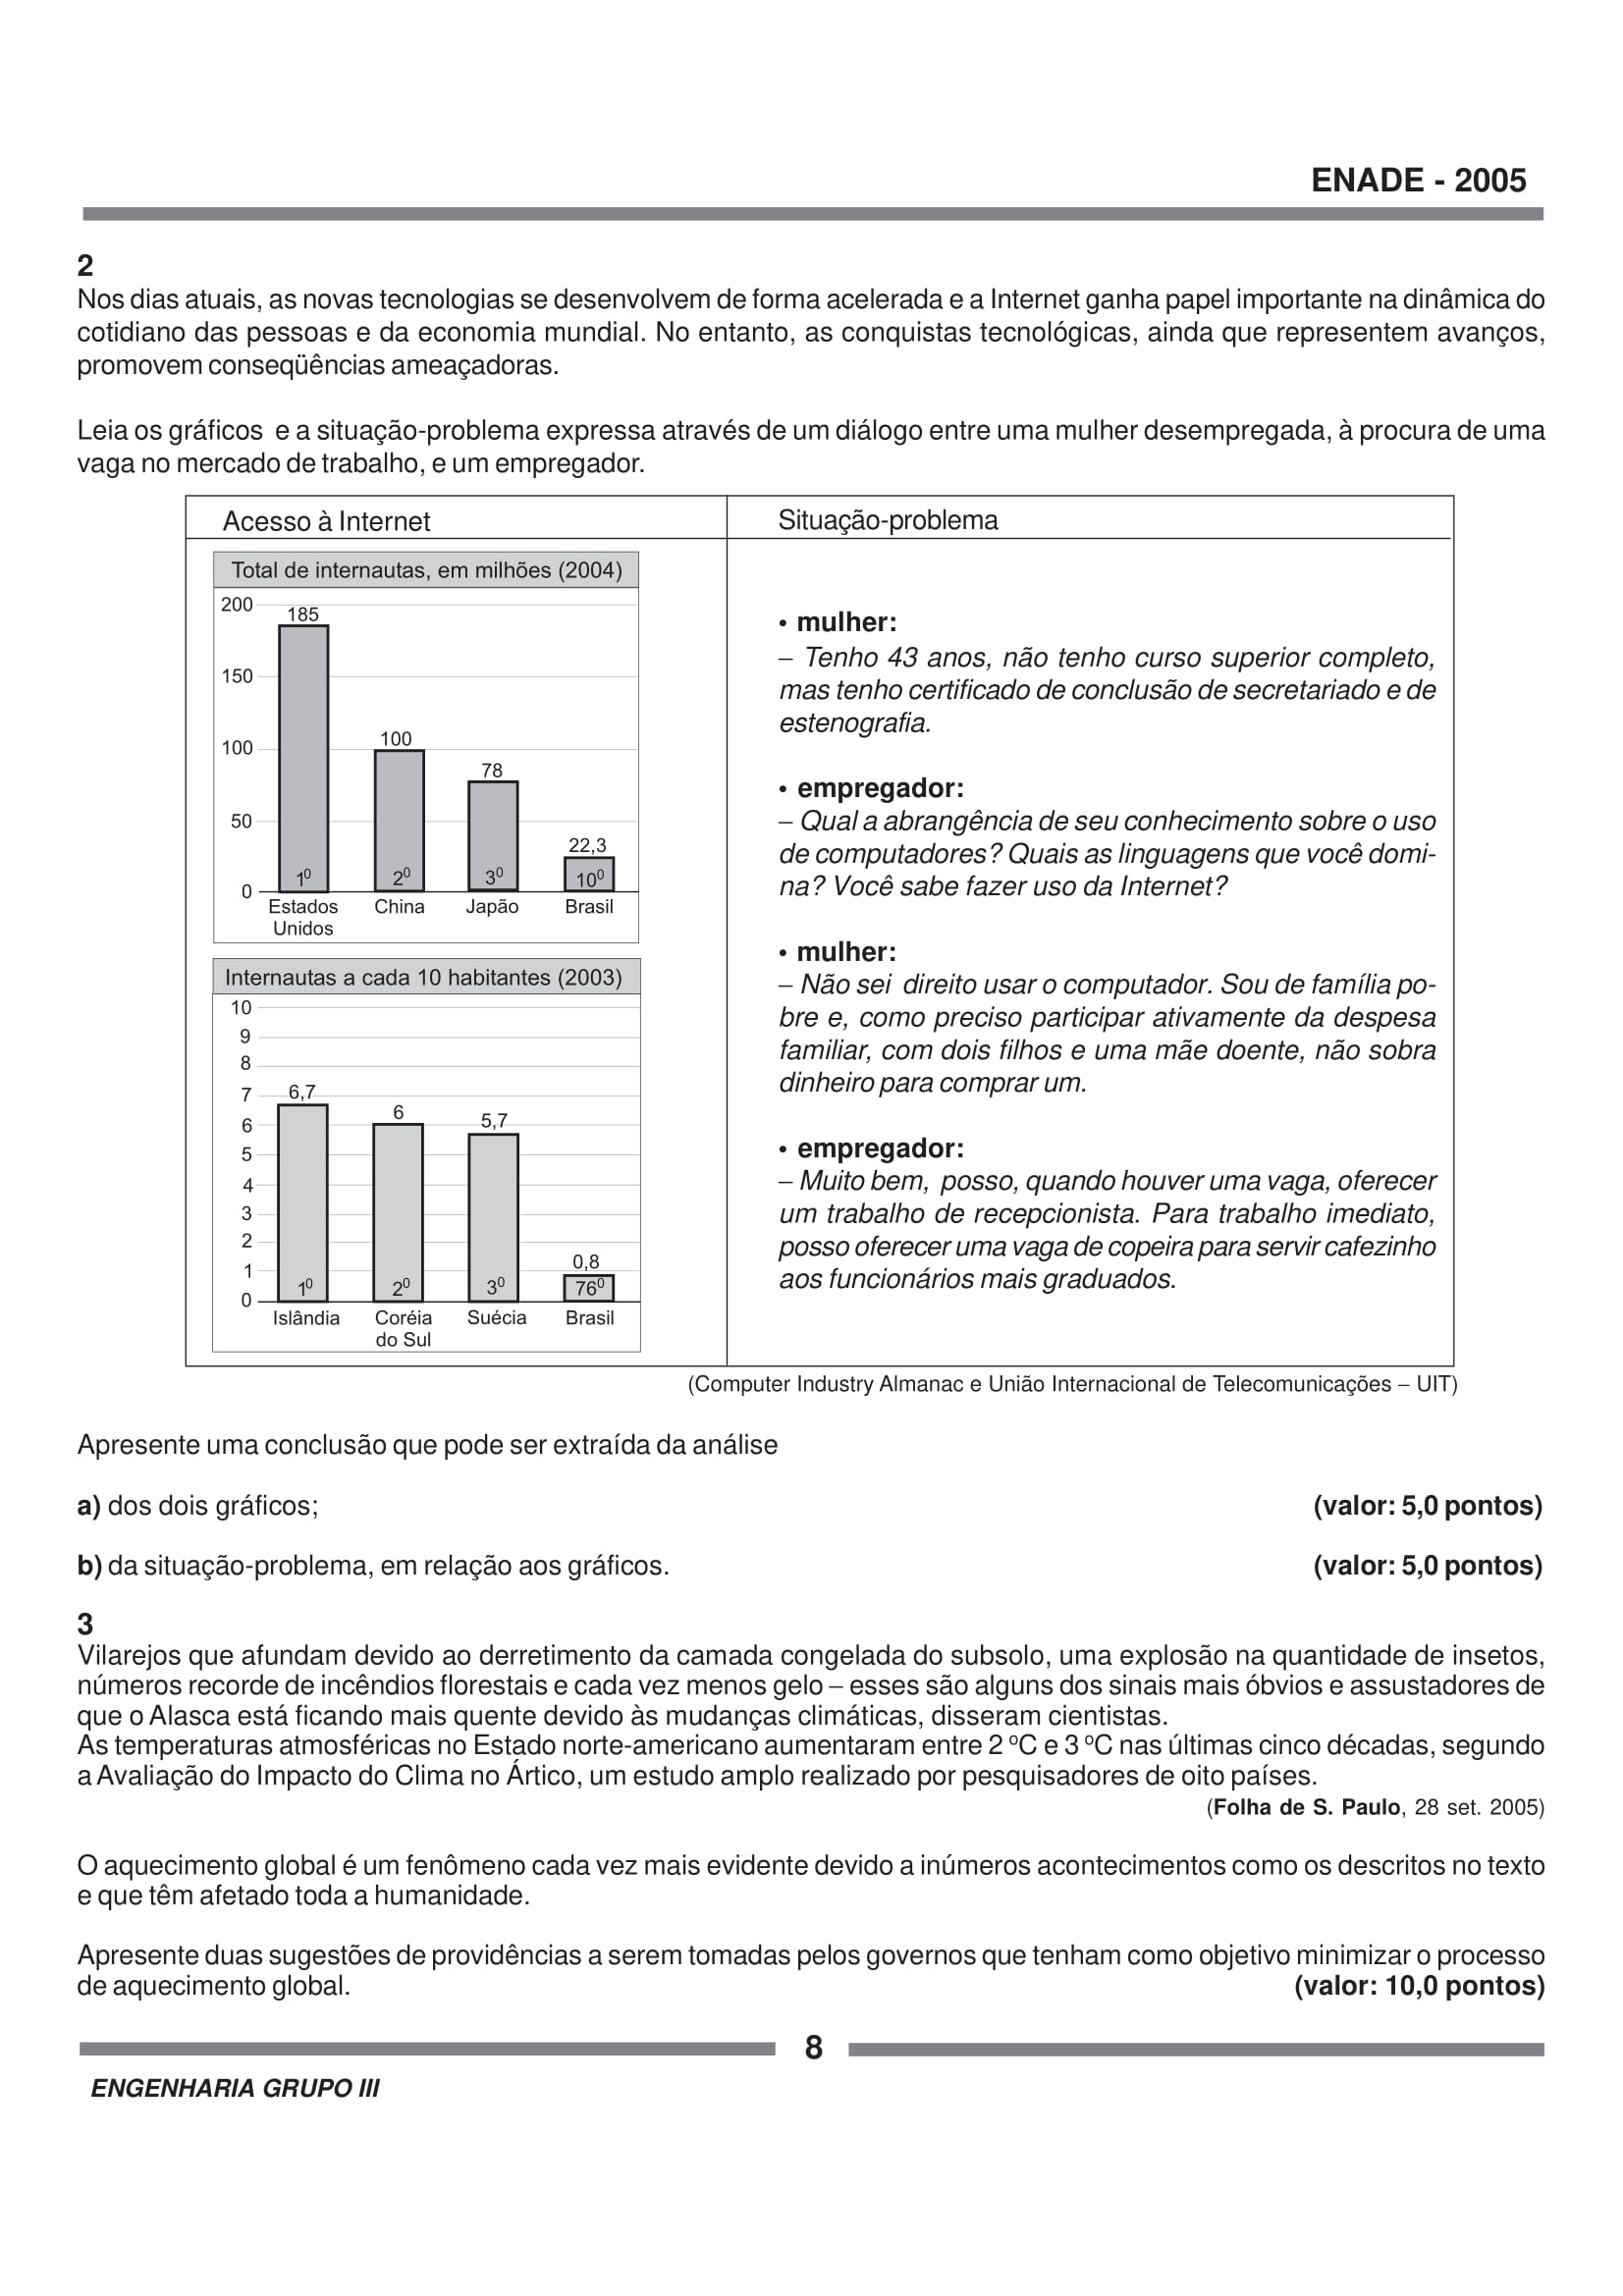 ENADE - 2005
2
Nos dias atuais, as novas tecnologias se desenvolvem de forma acelerada e a Internet ganha papel importante na dinâmica do
cotidiano das pessoas e da economia mundial. No entanto, as conquistas tecnológicas, ainda que representem avanços,
promovem conseqüências ameaçadoras.
Leia os gráficos e a situação-problema expressa através de um diálogo entre uma mulher desempregada, à procura de uma
vaga no mercado de trabalho, e um empregador.
Acesso à Internet
Total de internautas, em milhões (2004)
200
150
100
50
0
185
100
78
22,3
1⁰
2⁰
3⁰
10⁰
Estados
Unidos
China
Japão
Brasil
Internautas a cada 10 habitantes (2003)
10
9
8
7
6
5
4
3
2
1
0
6,7
6
5,7
0,8
1⁰
2⁰
3⁰
76⁰
Islândia
Coréia
do Sul
Suécia
Brasil
Situação-problema
• mulher:
– Tenho 43 anos, não tenho curso superior completo,
mas tenho certificado de conclusão de secretariado e de
estenografia.
• empregador:
– Qual a abrangência de seu conhecimento sobre o uso
de computadores? Quais as linguagens que você domi-
na? Você sabe fazer uso da Internet?
• mulher:
– Não sei direito usar o computador. Sou de família po-
bre e, como preciso participar ativamente da despesa
familiar, com dois filhos e uma mãe doente, não sobra
dinheiro para comprar um.
• empregador:
– Muito bem, posso, quando houver uma vaga, oferecer
um trabalho de recepcionista. Para trabalho imediato,
posso oferecer uma vaga de copeira para servir cafezinho
aos funcionários mais graduados.
(Computer Industry Almanac e União Internacional de Telecomunicações – UIT)
Apresente uma conclusão que pode ser extraída da análise
a) dos dois gráficos; (valor: 5,0 pontos)
b) da situação-problema, em relação aos gráficos. (valor: 5,0 pontos)
3
Vilarejos que afundam devido ao derretimento da camada congelada do subsolo, uma explosão na quantidade de insetos,
números recorde de incêndios florestais e cada vez menos gelo – esses são alguns dos sinais mais óbvios e assustadores de
que o Alasca está ficando mais quente devido às mudanças climáticas, disseram cientistas.
As temperaturas atmosféricas no Estado norte-americano aumentaram entre 2 ºC e 3 ºC nas últimas cinco décadas, segundo
a Avaliação do Impacto do Clima no Ártico, um estudo amplo realizado por pesquisadores de oito países.
(Folha de S. Paulo, 28 set. 2005)
O aquecimento global é um fenômeno cada vez mais evidente devido a inúmeros acontecimentos como os descritos no texto
e que têm afetado toda a humanidade.
Apresente duas sugestões de providências a serem tomadas pelos governos que tenham como objetivo minimizar o processo
de aquecimento global. (valor: 10,0 pontos)
8
ENGENHARIA GRUPO III